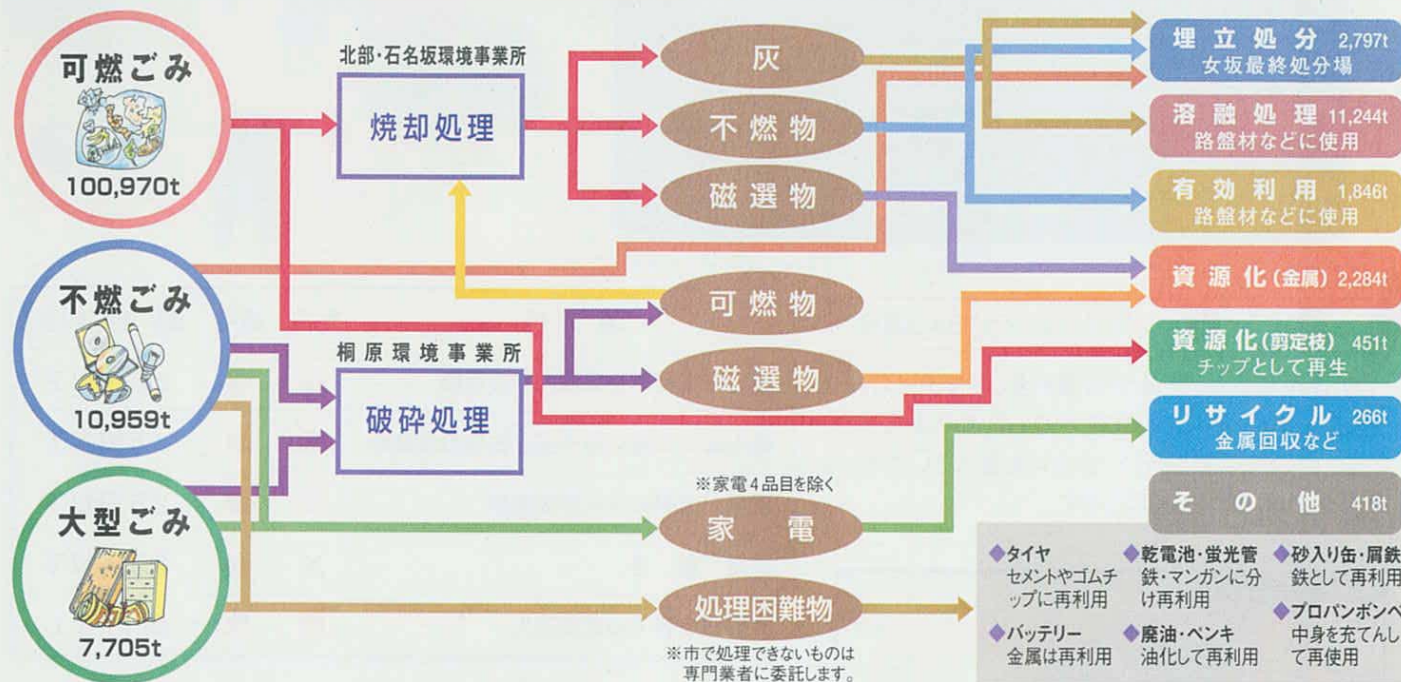 可燃ごみ
100,970t
不燃ごみ
10,959t
大型ごみ
7,705t
北部・石名坂環境事業所
焼却処理
桐原環境事業所
破砕処理
灰
不燃物
磁選物
可燃物
磁選物
※家電4品目を除く
家電
処理困難物
※市で処理できないものは
専門業者に委託します。
埋立処分 2,797t
女坂最終処分場
溶融処理 11,244t
路盤材などに使用
有効利用 1,846t
路盤材などに使用
資源化(金属) 2,284t
資源化(剪定枝) 451t
チップとして再生
リサイクル 266t
金属回収など
その他 418t
◆タイヤ
セメントやゴムチ
ップに再利用
◆バッテリー
金属は再利用
◆乾電池・蛍光管
鉄・マンガンに分
け再利用
◆廃油・ペンキ
油化して再利用
◆砂入り缶・屑鉄
鉄として再利用
◆プロパンボンベ
中身を充てんし
て再使用